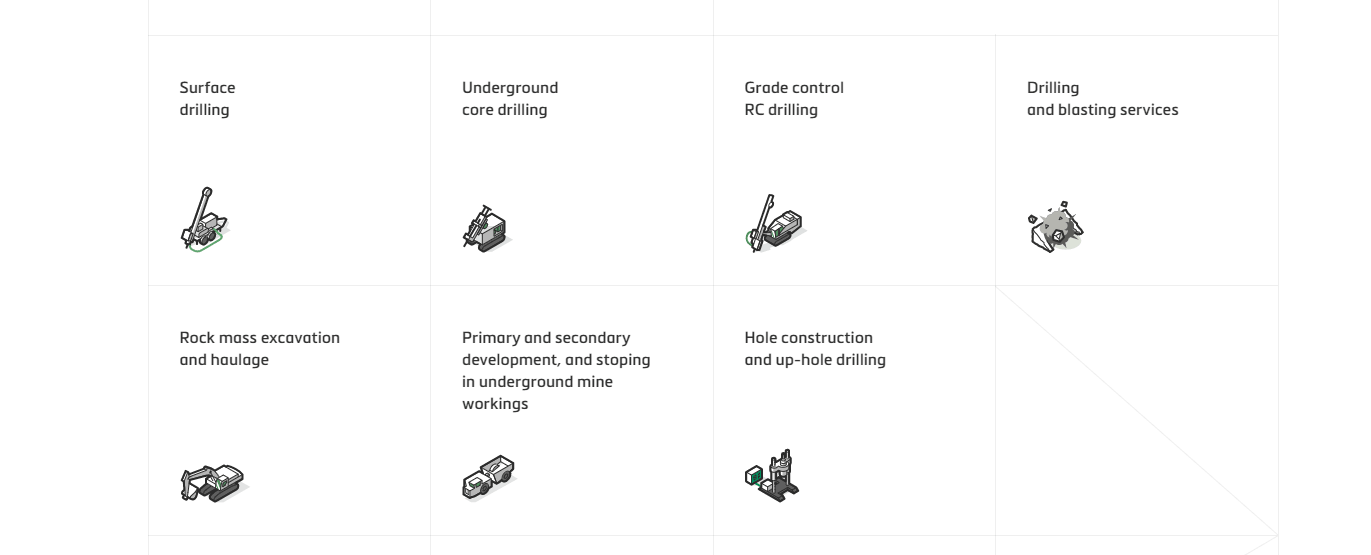 Surface
drilling
Underground
core drilling
Grade control
RC drilling
Drilling
and blasting services
Rock mass excavation
and haulage
Primary and secondary
development, and stoping
in underground mine
workings
Hole construction
and up-hole drilling